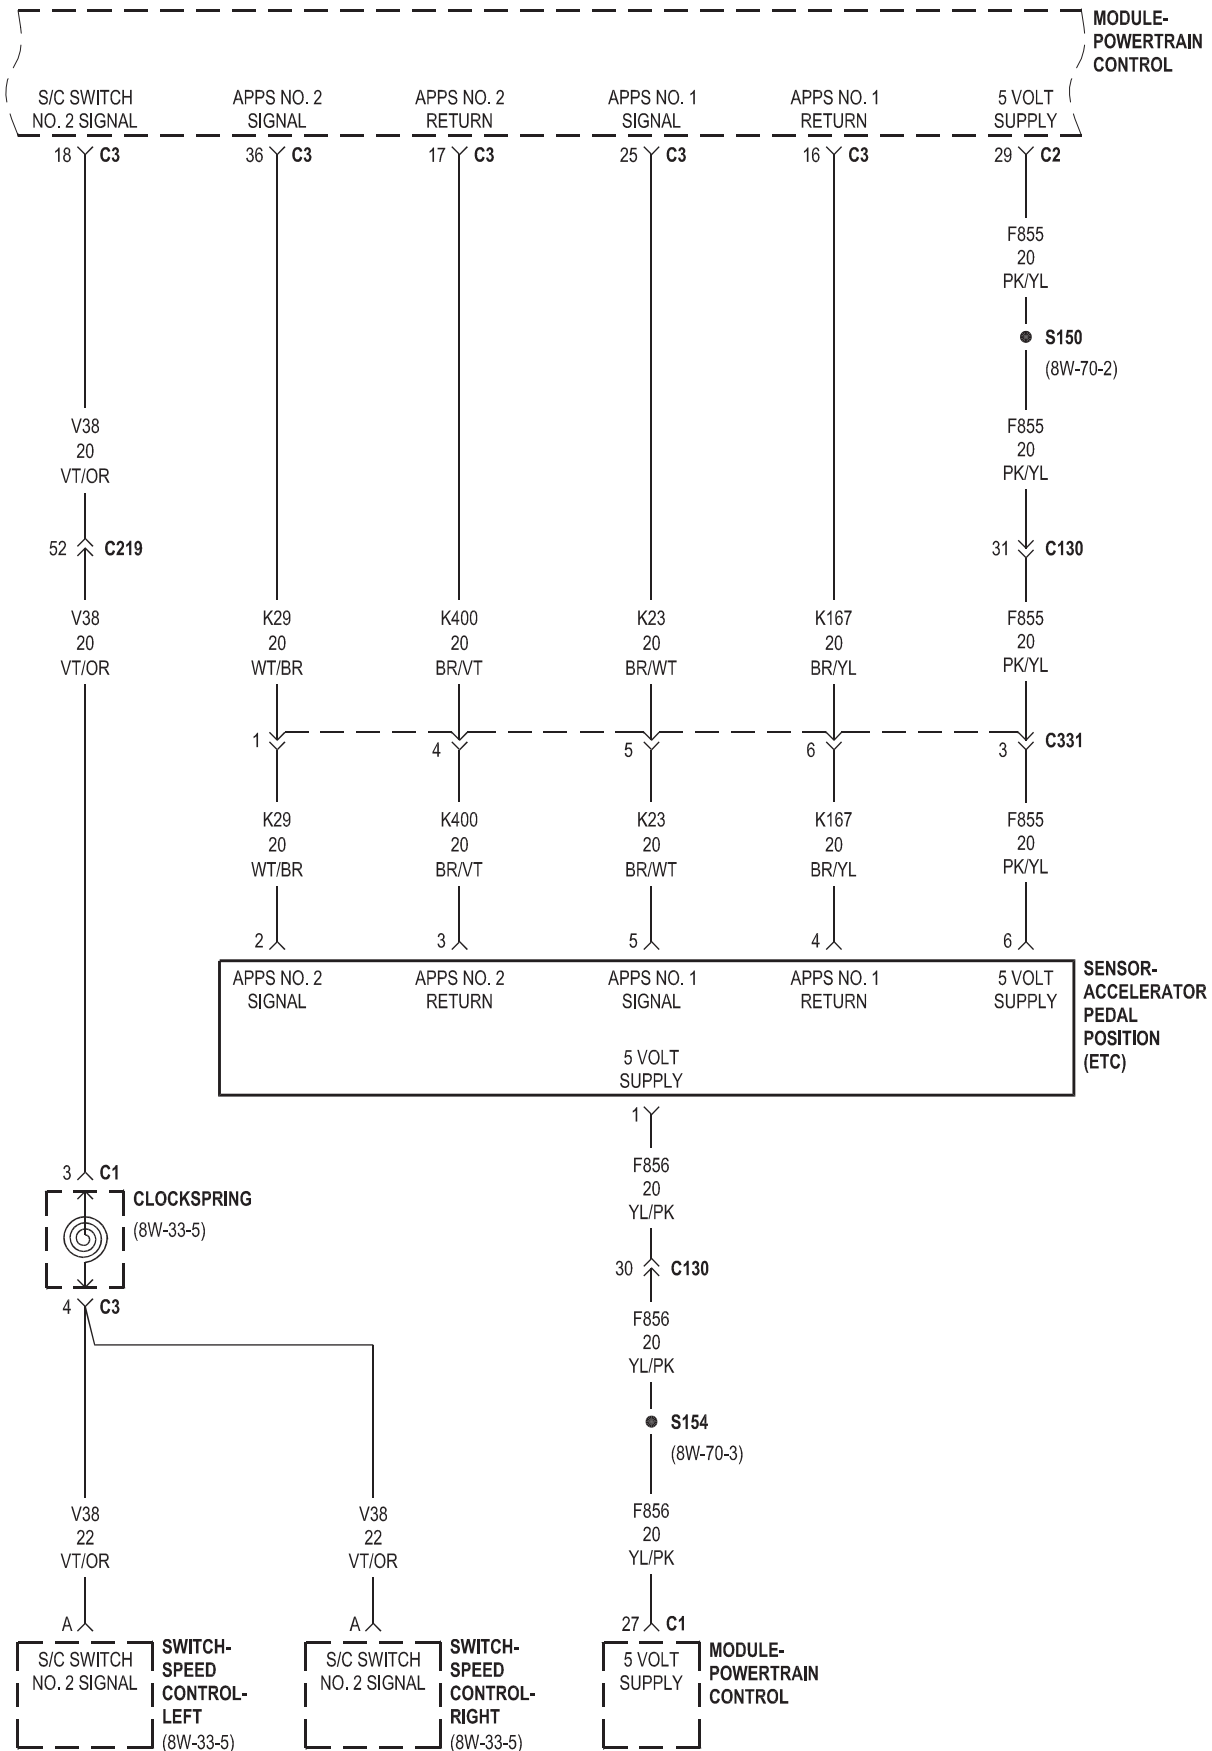 MODULE-
POWERTRAIN
CONTROL
S/C SWITCH
NO. 2 SIGNAL
APPS NO. 2
SIGNAL
APPS NO. 2
RETURN
APPS NO. 1
SIGNAL
APPS NO. 1
RETURN
5 VOLT
SUPPLY
18 C3
36 C3
17 C3
25 C3
16 C3
29 C2
F855
20
PK/YL
S150
(8W-70-2)
V38
20
VT/OR
F855
20
PK/YL
52 C219
31 C130
V38
20
VT/OR
K29
20
WT/BR
K400
20
BR/VT
K23
20
BR/WT
K167
20
BR/YL
F855
20
PK/YL
1
4
5
6
3 C331
K29
20
WT/BR
K400
20
BR/VT
K23
20
BR/WT
K167
20
BR/YL
F855
20
PK/YL
2
3
5
4
6
APPS NO. 2
SIGNAL
APPS NO. 2
RETURN
APPS NO. 1
SIGNAL
APPS NO. 1
RETURN
5 VOLT
SUPPLY
SENSOR-
ACCELERATOR
PEDAL
POSITION
(ETC)
5 VOLT
SUPPLY
1
F856
20
YL/PK
3 C1
CLOCKSPRING
(8W-33-5)
4 C3
30 C130
F856
20
YL/PK
S154
(8W-70-3)
V38
22
VT/OR
V38
22
VT/OR
F856
20
YL/PK
A
A
27 C1
S/C SWITCH
NO. 2 SIGNAL
SWITCH-
SPEED
CONTROL-
LEFT
(8W-33-5)
S/C SWITCH
NO. 2 SIGNAL
SWITCH-
SPEED
CONTROL-
RIGHT
(8W-33-5)
5 VOLT
SUPPLY
MODULE-
POWERTRAIN
CONTROL